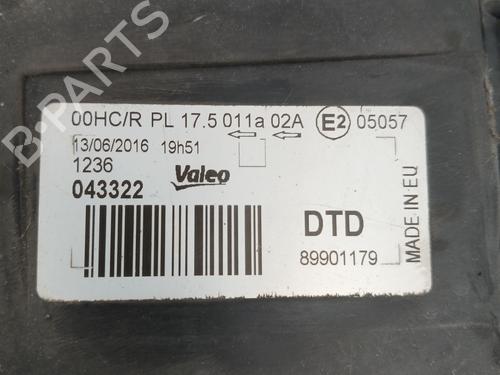 B-PARTS
00HC/R PL 17.5 011a 02A E2 05057
13/06/2016 19h51
1236
043322 Valeo
DTD
89901179
MADE IN EU